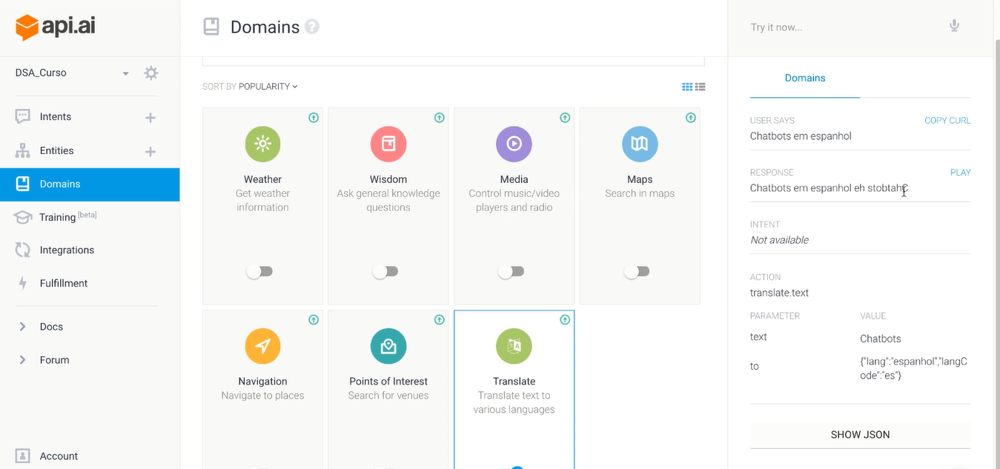 api.ai
DSA_Curso
Intents
Entities
Domains
Training [beta]
Integrations
Fulfillment
Docs
Forum
Account
Domains
?
SORT BY POPULARITY
Weather
Get weather
information
Wisdom
Ask general knowledge
questions
Media
Control music/video
players and radio
Maps
Search in maps
Navigation
Navigate to places
Points of Interest
Search for venues
Translate
Translate text to
various languages
Try it now...
Domains
USER SAYS COPY CURL
Chatbots em espanhol
RESPONSE PLAY
Chatbots em espanhol eh stobtahC
INTENT
Not available
ACTION
translate.text
PARAMETER VALUE
text Chatbots
to {"lang":"espanhol","langC
ode":"es"}
SHOW JSON